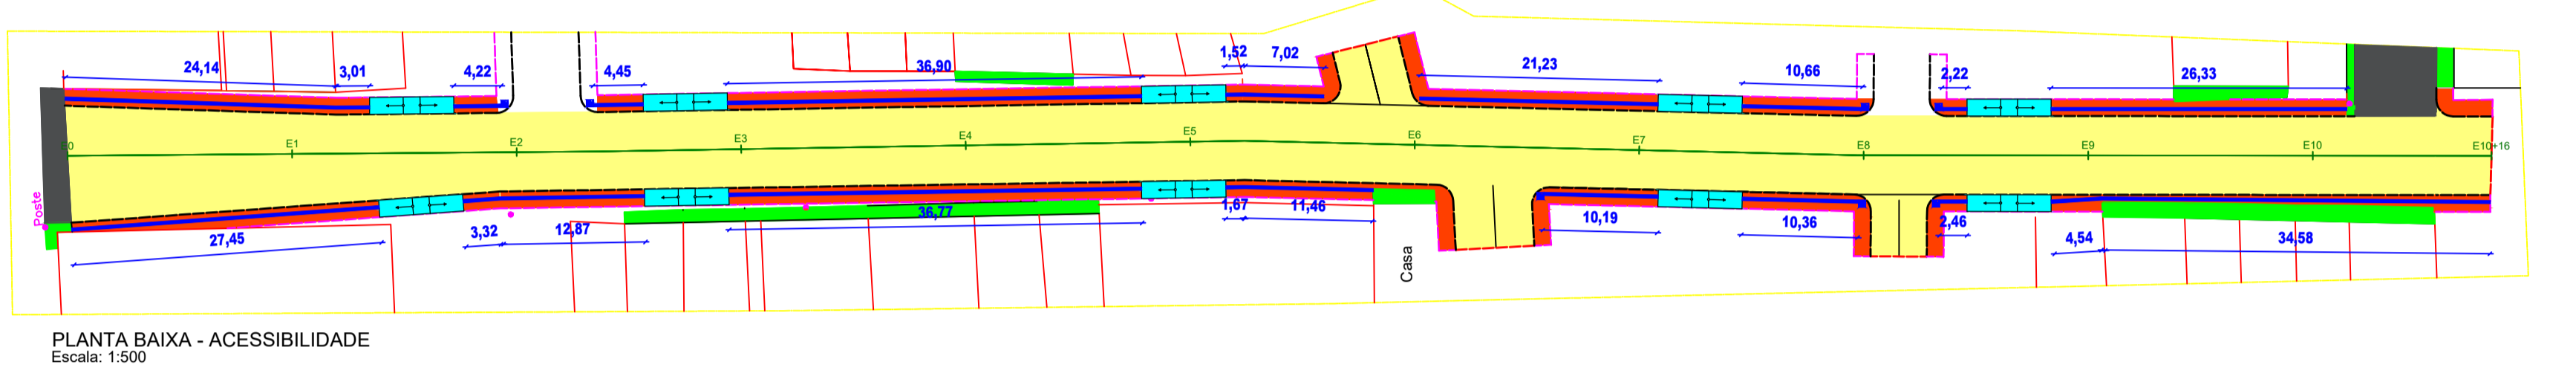 24,14
3,01
4,22
4,45
36,90
1,52
7,02
21,23
10,66
2,22
26,33
E0
E1
E2
E3
E4
E5
E6
E7
E8
E9
E10
E10+16
Poste
27,45
3,32
12,87
36,77
1,67
11,46
Casa
10,19
10,36
2,46
4,54
34,58
PLANTA BAIXA - ACESSIBILIDADE
Escala: 1:500